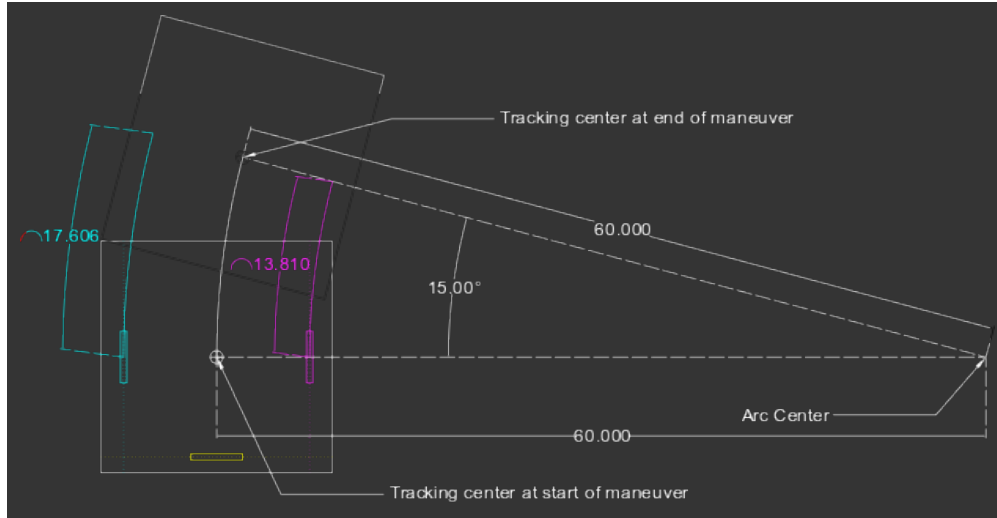 Tracking center at end of maneuver
60.000
17.606
13.810
15.00°
Arc Center
60.000
Tracking center at start of maneuver